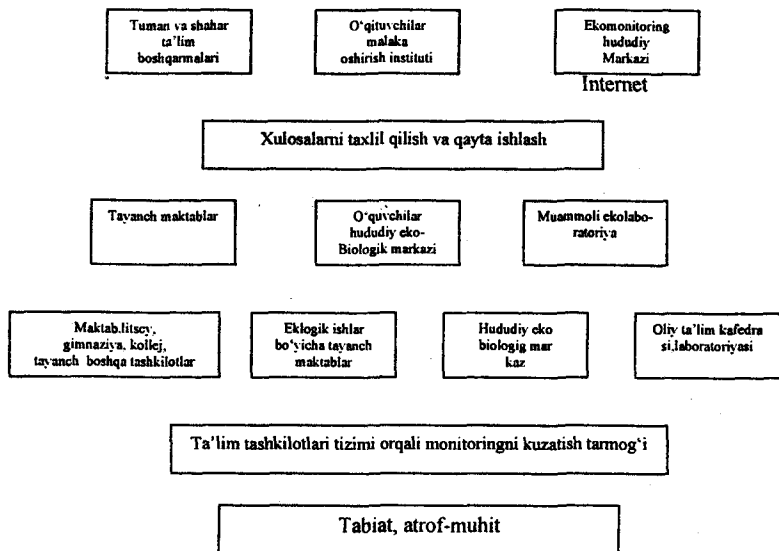 Tuman va shahar
ta’lim
boshqarmalari
O‘qituvchilar
malaka
oshirish instituti
Ekomonitoring
hududiy
Markazi
Internet
Xulosalarni taxlil qilish va qayta ishlash
Tayanch maktablar
O‘quvchilar
hududiy eko-
Biologik markazi
Muammoli ekolabo-
ratoriya
Maktab.litsey,
gimnaziya, kollej,
tayanch boshqa tashkilotlar
Eklogik ishlar
bo‘yicha tayanch
maktablar
Hududiy eko
biologig mar
kaz
Oliy ta’lim kafedra
si,laboratoriyasi
Ta’lim tashkilotlari tizimi orqali monitoringni kuzatish tarmog‘i
Tabiat, atrof-muhit